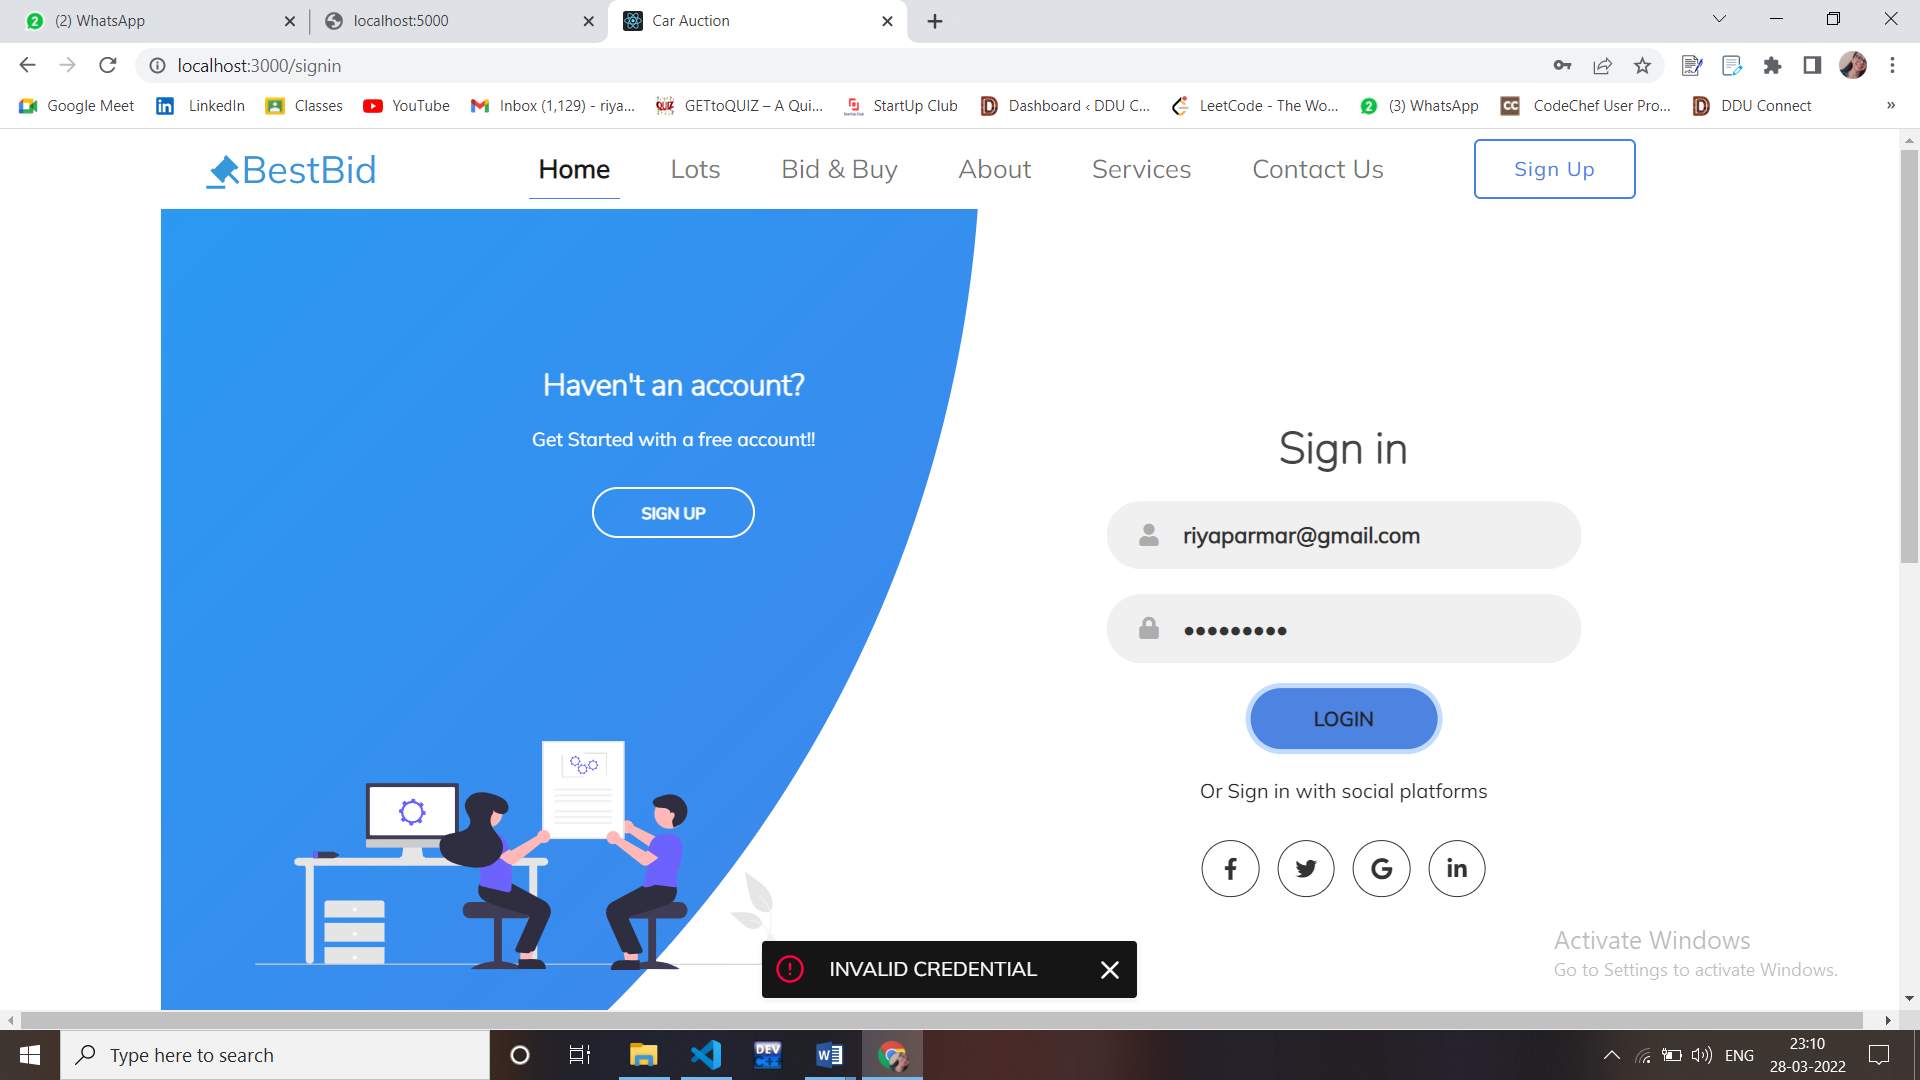 (2) WhatsApp
localhost:5000
Car Auction
localhost:3000/signin
Google Meet
LinkedIn
Classes
YouTube
Inbox (1,129) - riya...
GETtoQUIZ – A Qui...
StartUp Club
Dashboard ‹ DDU C...
LeetCode - The Wo...
(3) WhatsApp
CodeChef User Pro...
DDU Connect
»
BestBid
Home
Lots
Bid & Buy
About
Services
Contact Us
Sign Up
Haven't an account?
Get Started with a free account!!
SIGN UP
Sign in
riyaparmar@gmail.com
•••••••••
LOGIN
Or Sign in with social platforms
INVALID CREDENTIAL
Activate Windows
Go to Settings to activate Windows.
Type here to search
DEV
C++
ENG
23:10
28-03-2022